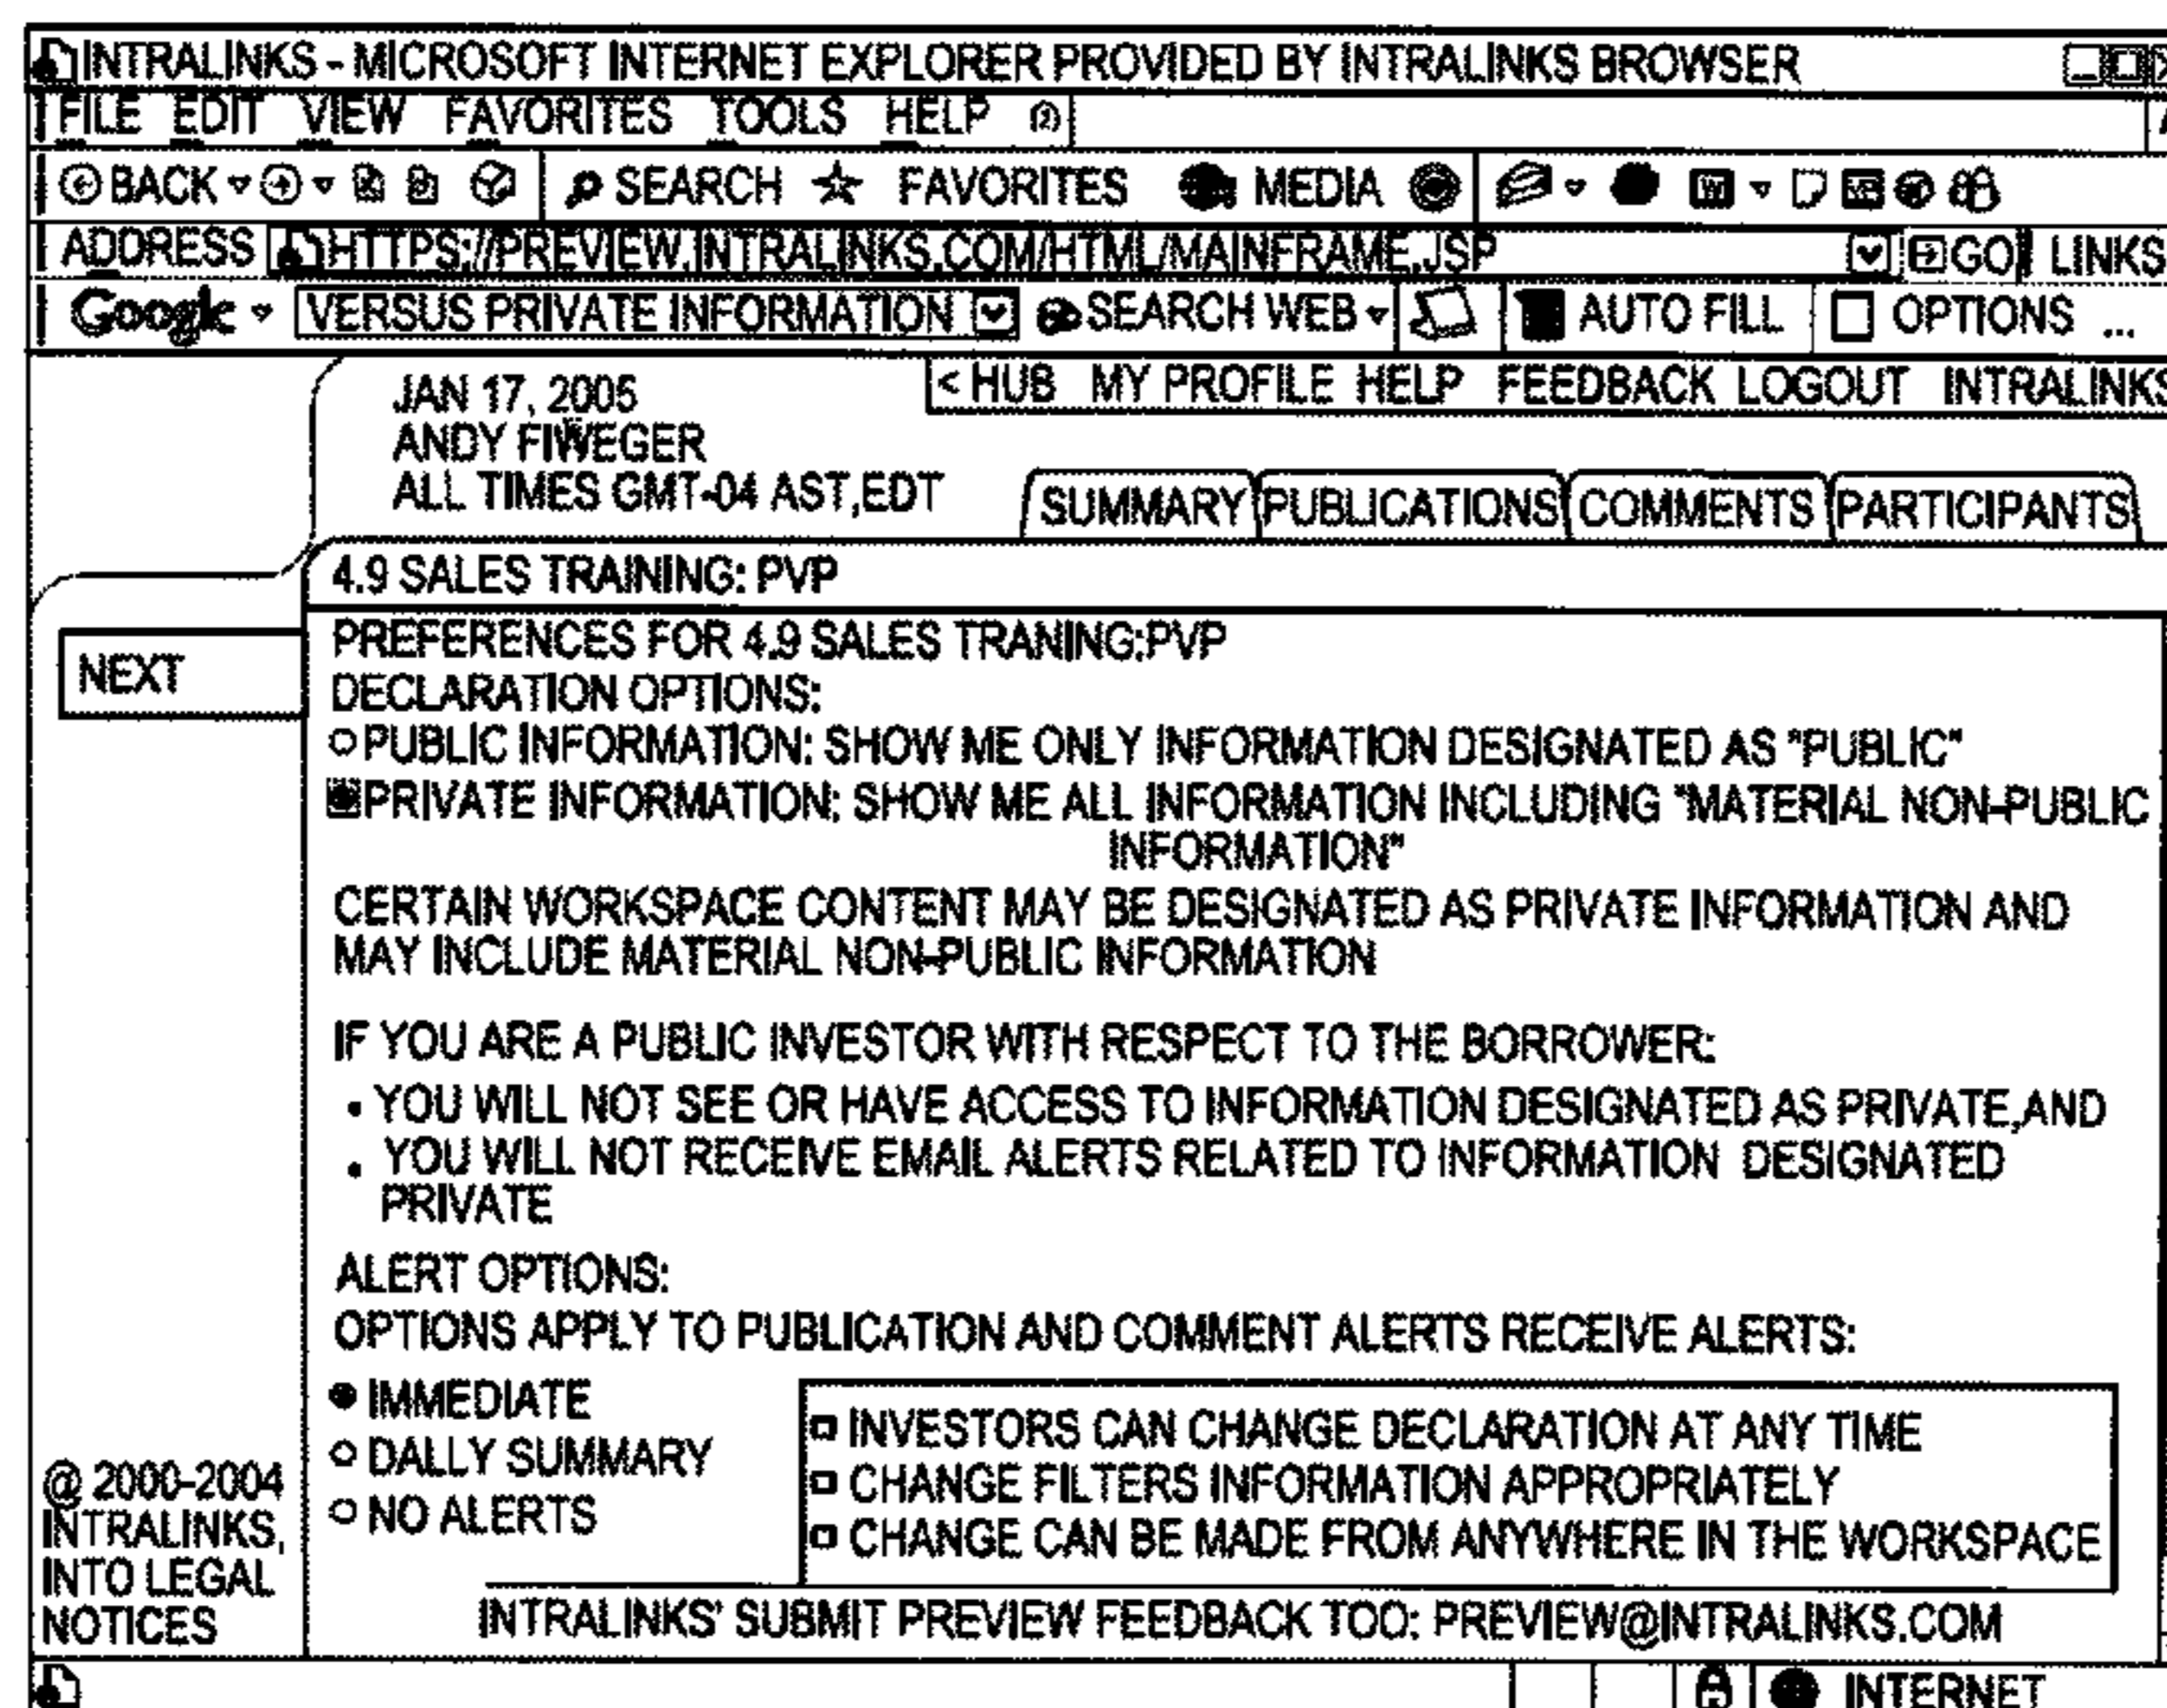 INTRALINKS - MICROSOFT INTERNET EXPLORER PROVIDED BY INTRALINKS BROWSER
FILE EDIT VIEW FAVORITES TOOLS HELP
BACK SEARCH FAVORITES MEDIA
ADDRESS HTTPS://PREVIEW.INTRALINKS.COM/HTML/MAINFRAME.JSP GO LINKS
Google VERSUS PRIVATE INFORMATION SEARCH WEB AUTO FILL OPTIONS ...
< HUB MY PROFILE HELP FEEDBACK LOGOUT INTRALINKS
JAN 17, 2005
ANDY FIWEGER
ALL TIMES GMT-04 AST,EDT
SUMMARY PUBLICATIONS COMMENTS PARTICIPANTS
4.9 SALES TRAINING: PVP
NEXT
PREFERENCES FOR 4.9 SALES TRANING:PVP
DECLARATION OPTIONS:
PUBLIC INFORMATION: SHOW ME ONLY INFORMATION DESIGNATED AS "PUBLIC"
PRIVATE INFORMATION: SHOW ME ALL INFORMATION INCLUDING "MATERIAL NON-PUBLIC
INFORMATION"
CERTAIN WORKSPACE CONTENT MAY BE DESIGNATED AS PRIVATE INFORMATION AND
MAY INCLUDE MATERIAL NON-PUBLIC INFORMATION
IF YOU ARE A PUBLIC INVESTOR WITH RESPECT TO THE BORROWER:
• YOU WILL NOT SEE OR HAVE ACCESS TO INFORMATION DESIGNATED AS PRIVATE,AND
• YOU WILL NOT RECEIVE EMAIL ALERTS RELATED TO INFORMATION DESIGNATED
PRIVATE
ALERT OPTIONS:
OPTIONS APPLY TO PUBLICATION AND COMMENT ALERTS RECEIVE ALERTS:
IMMEDIATE
DALLY SUMMARY
NO ALERTS
INVESTORS CAN CHANGE DECLARATION AT ANY TIME
CHANGE FILTERS INFORMATION APPROPRIATELY
CHANGE CAN BE MADE FROM ANYWHERE IN THE WORKSPACE
@ 2000-2004
INTRALINKS,
INTO LEGAL
NOTICES
INTRALINKS' SUBMIT PREVIEW FEEDBACK TOO: PREVIEW@INTRALINKS.COM
INTERNET